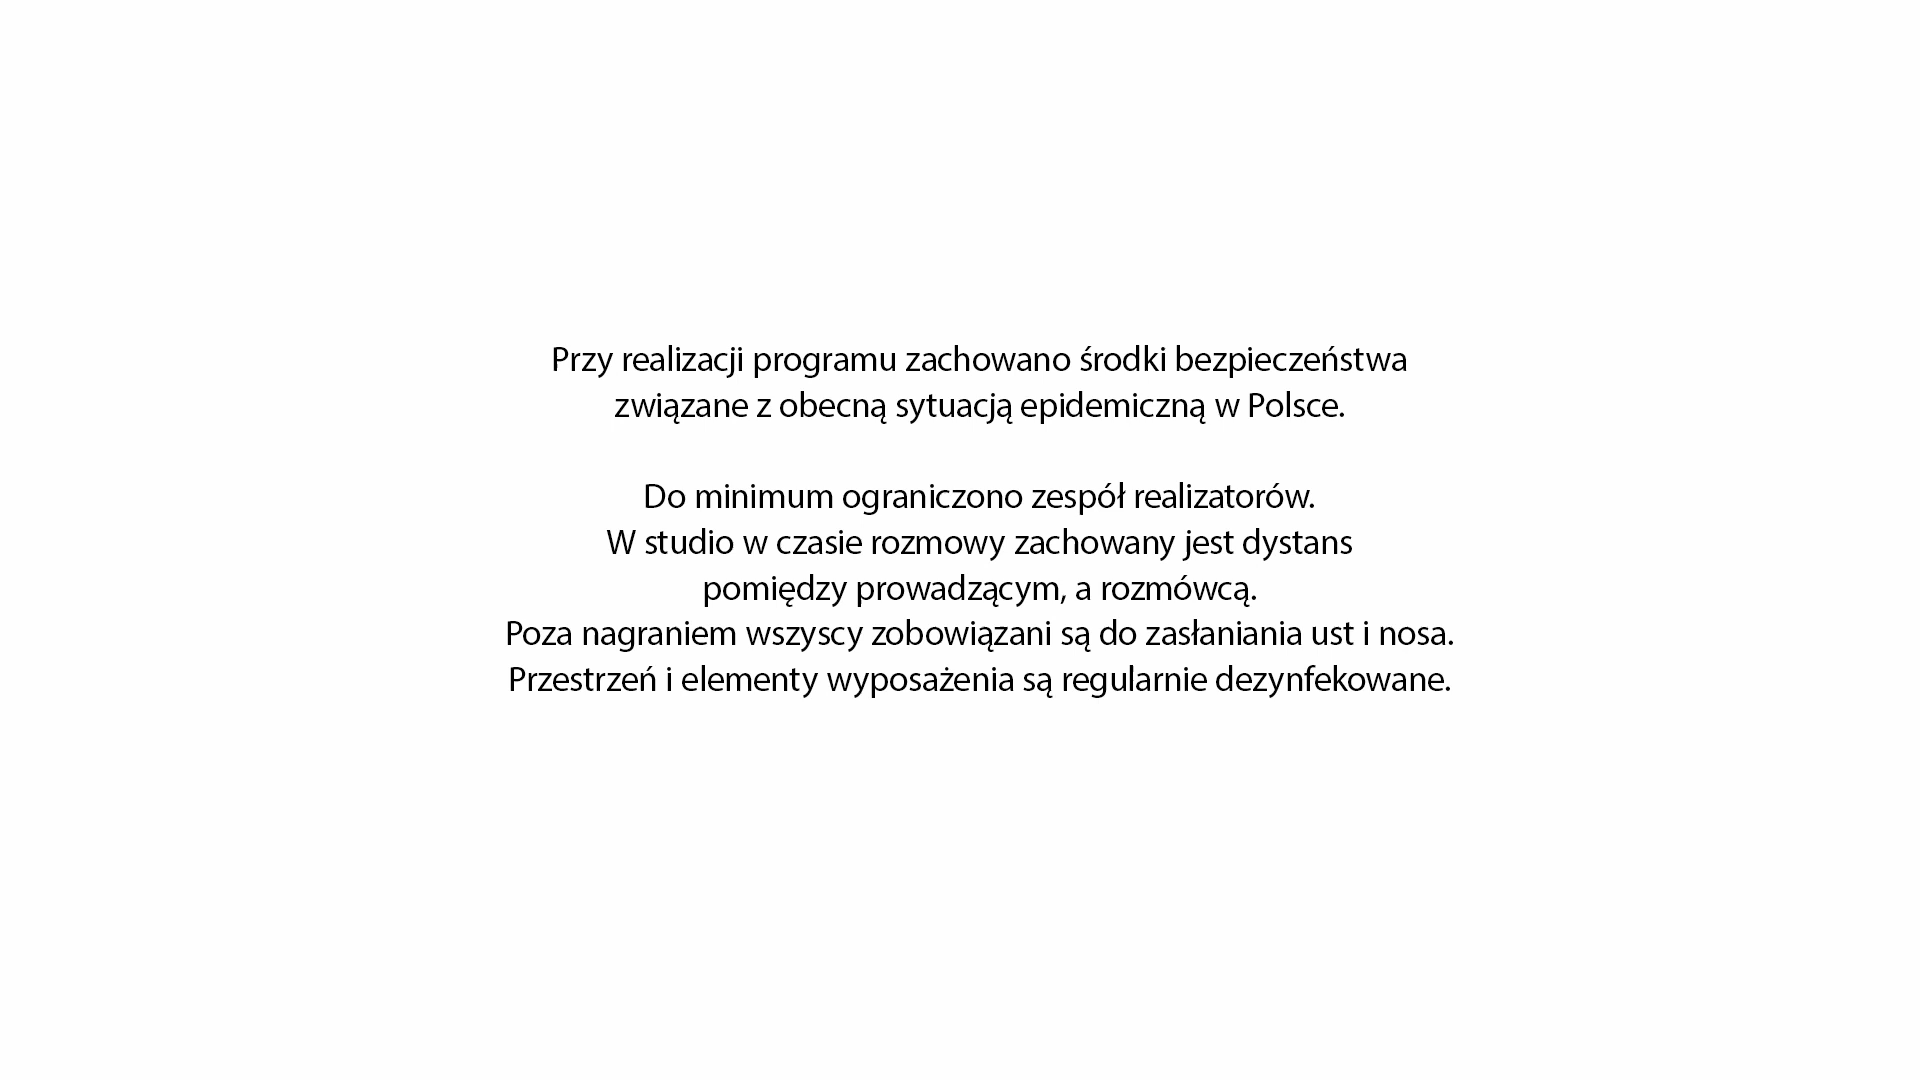 Przy realizacji programu zachowano środki bezpieczeństwa
związane z obecną sytuacją epidemiczną w Polsce.
Do minimum ograniczono zespół realizatorów.
W studio w czasie rozmowy zachowany jest dystans
pomiędzy prowadzącym, a rozmówcą.
Poza nagraniem wszyscy zobowiązani są do zasłaniania ust i nosa.
Przestrzeń i elementy wyposażenia są regularnie dezynfekowane.